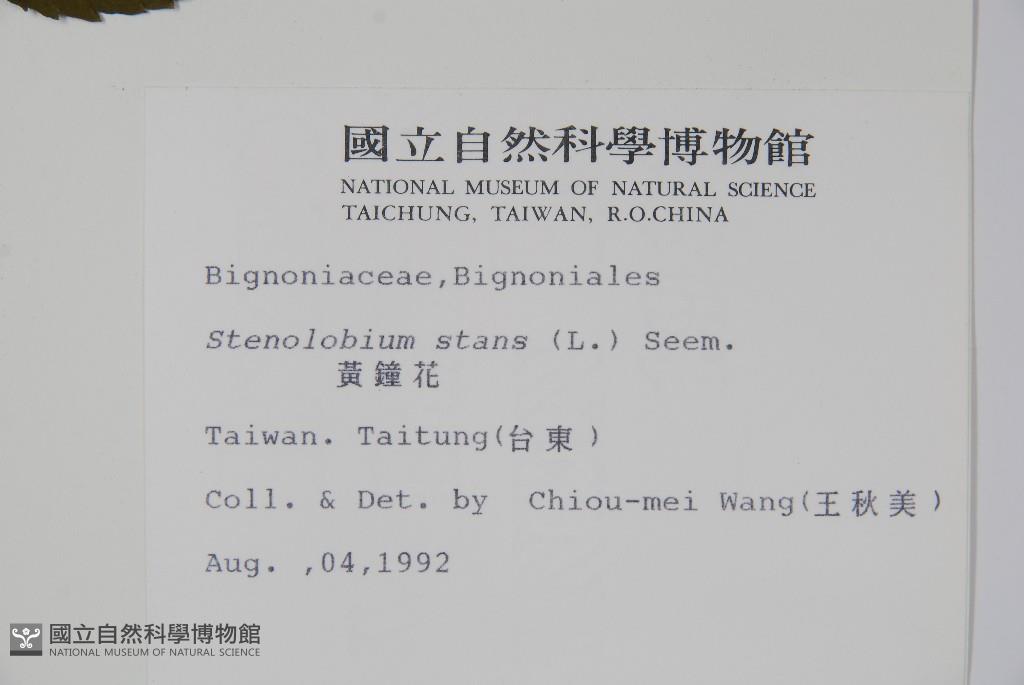 國立自然科學博物館
NATIONAL MUSEUM OF NATURAL SCIENCE
TAICHUNG, TAIWAN, R.O.CHINA
Bignoniaceae,Bignoniales
Stenolobium stans (L.) Seem.
黃鐘花
Taiwan. Taitung(台東)
Coll. & Det. by Chiou-mei Wang(王秋美)
Aug. ,04,1992
國立自然科學博物館
NATIONAL MUSEUM OF NATURAL SCIENCE